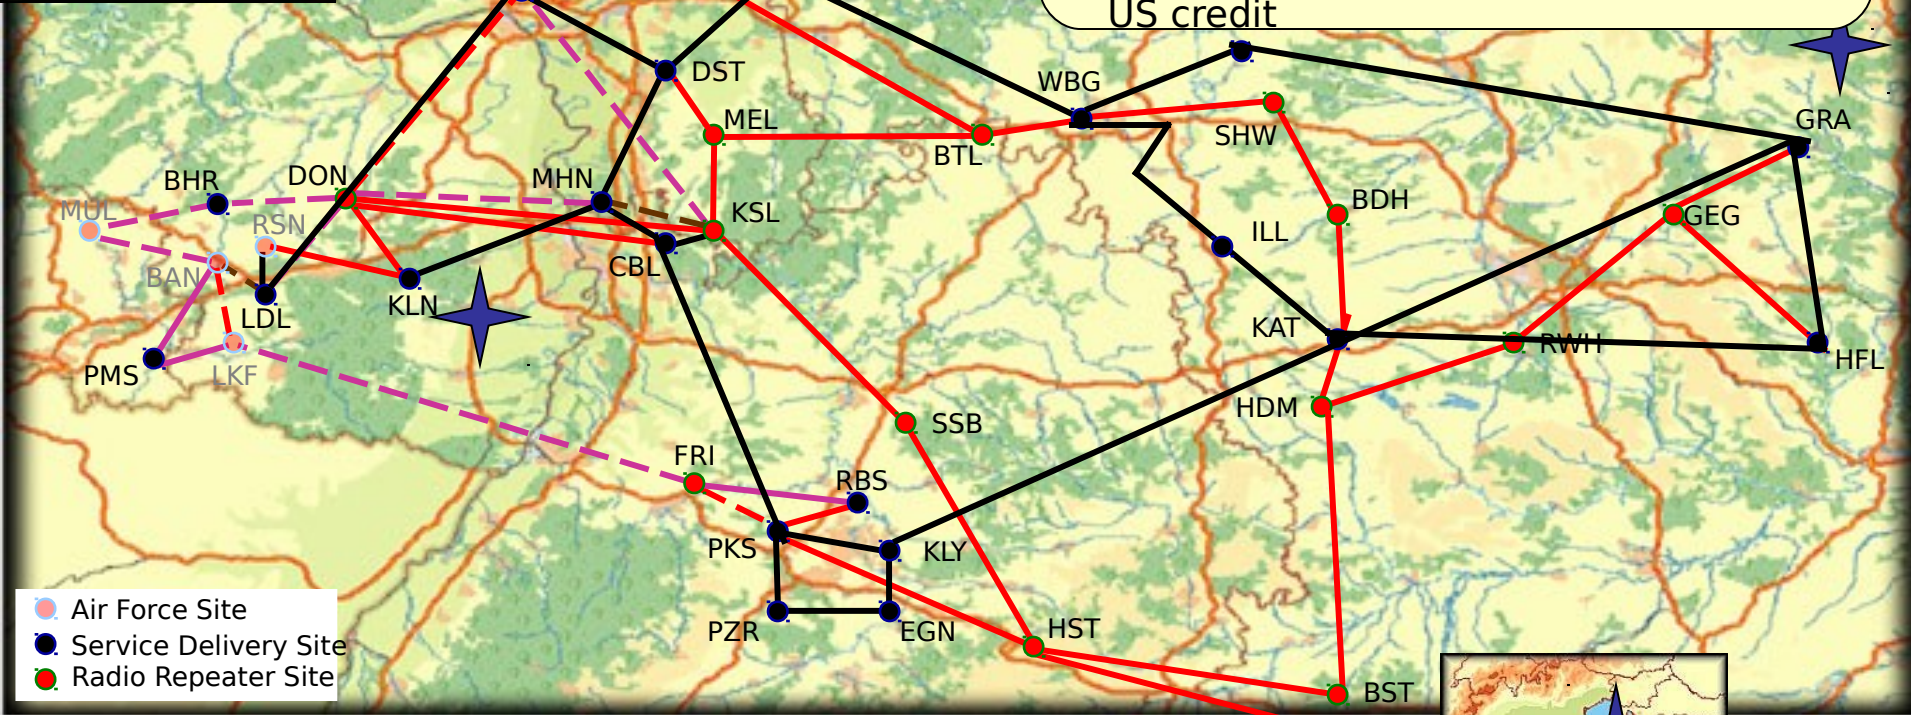 US credit
DST
WBG
GRA
MEL
BTL
SHW
BHR
DON
MHN
BDH
MUL
RSN
KSL
GEG
ILL
BAN
CBL
LDL
KLN
KAT
RWH
HFL
PMS
LKF
HDM
SSB
FRI
RBS
PKS
KLY
PZR
EGN
HST
BST
Air Force Site
Service Delivery Site
Radio Repeater Site